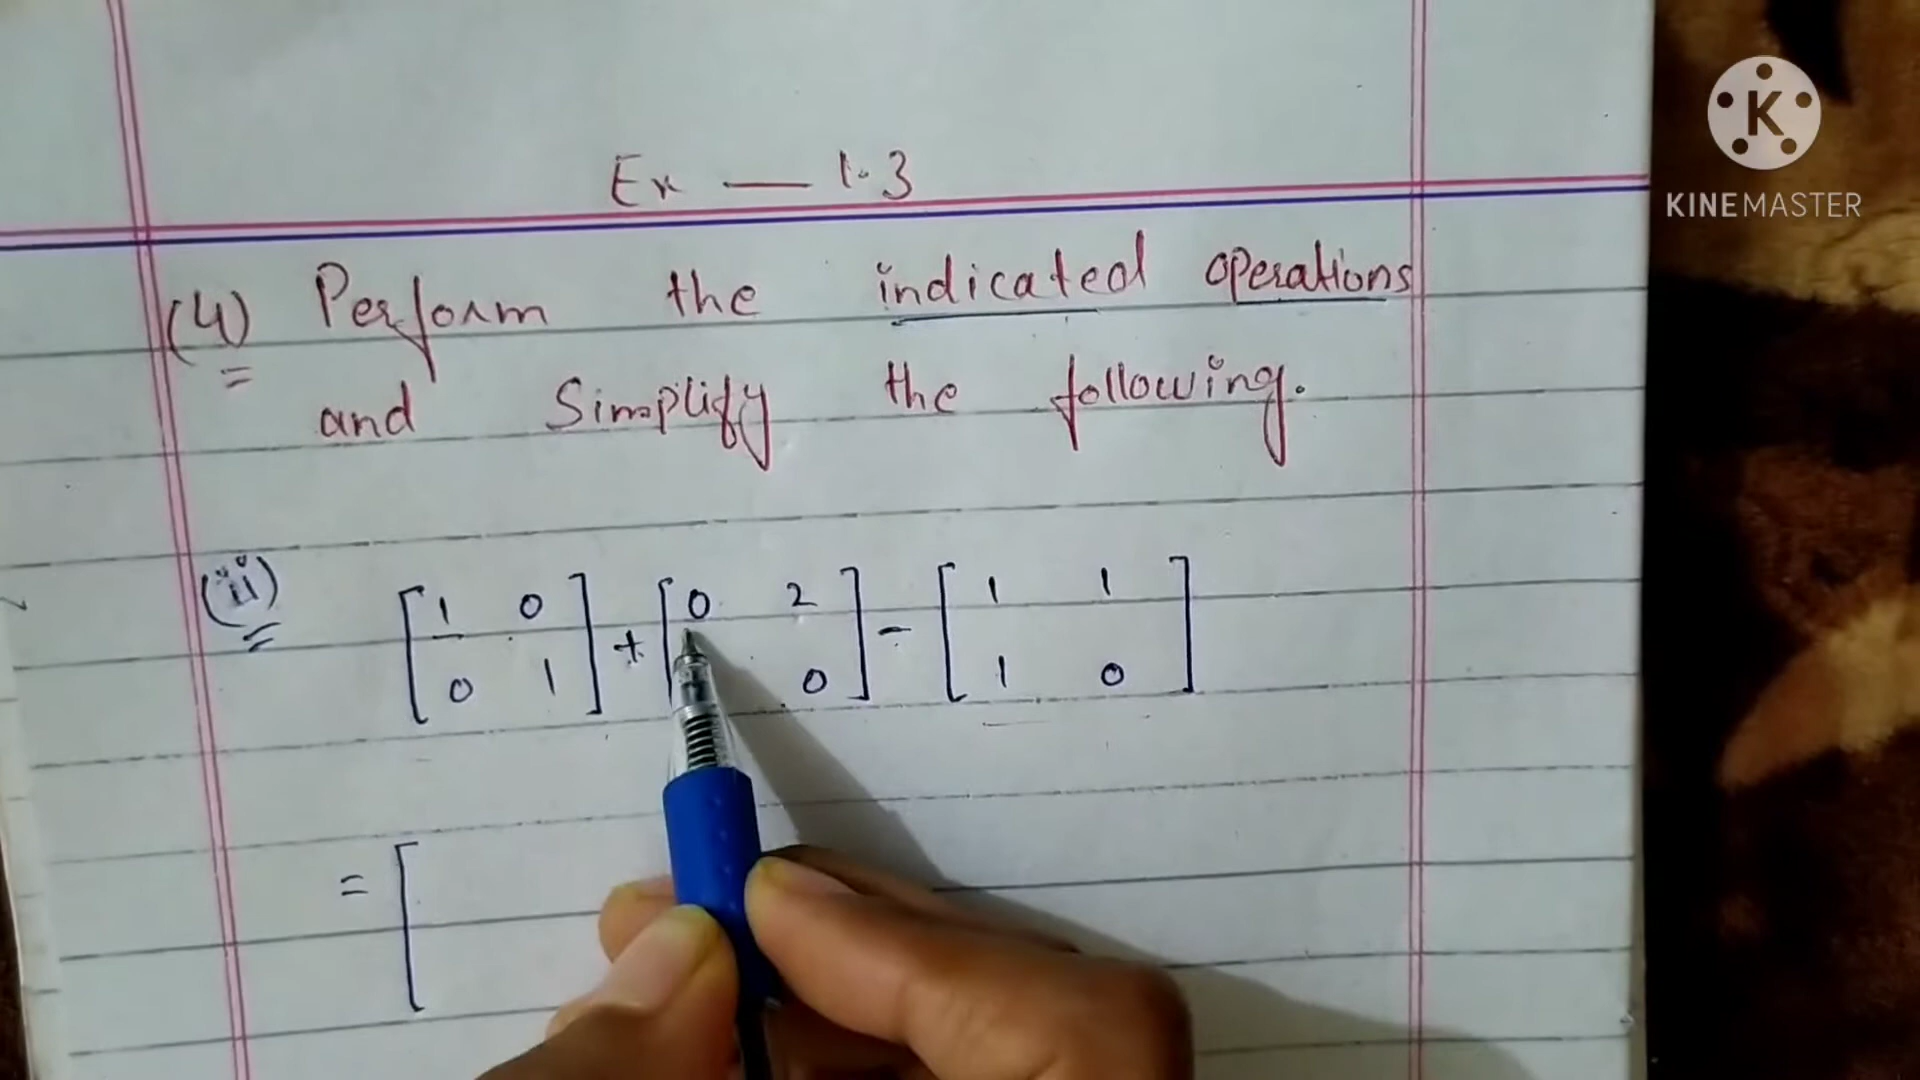 Ex — 1.3
(4) Perform the indicated operations
and Simplify the following.
(ii) [1 0] + [0 2] - [1 1]
[0 1] [ 0] [1 0]
= [
K
KINEMASTER